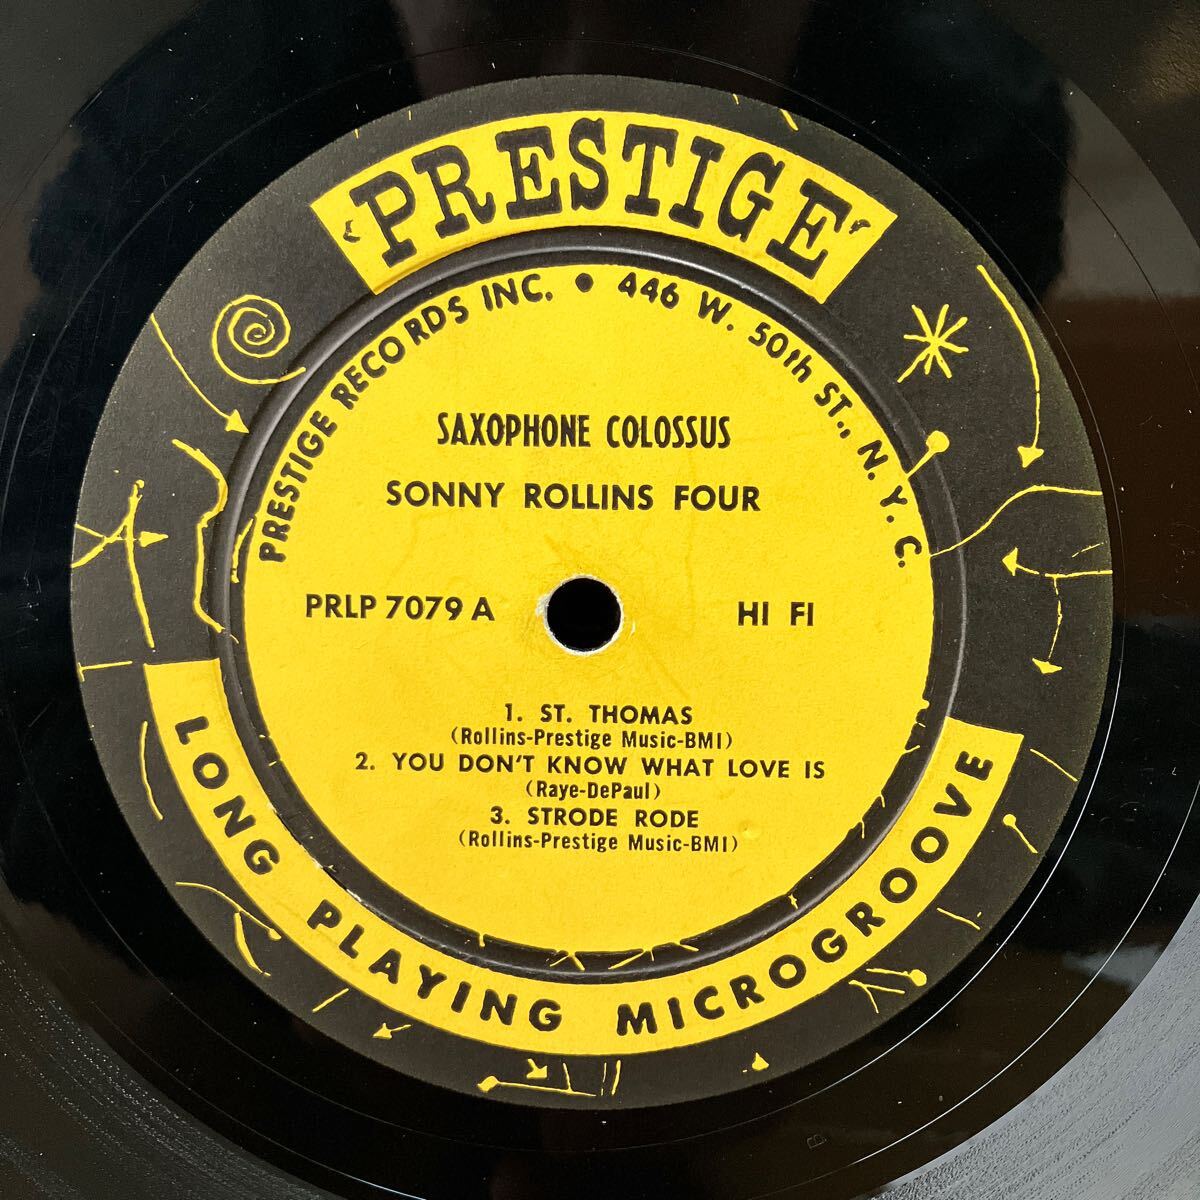 PRESTIGE
PRESTIGE RECORDS INC. • 446 W. 50th ST., N.Y.C.
SAXOPHONE COLOSSUS
SONNY ROLLINS FOUR
PRLP 7079 A
HI FI
1. ST. THOMAS
(Rollins-Prestige Music-BMI)
2. YOU DON'T KNOW WHAT LOVE IS
(Raye-DePaul)
3. STRODE RODE
(Rollins-Prestige Music-BMI)
LONG PLAYING MICROGROOVE